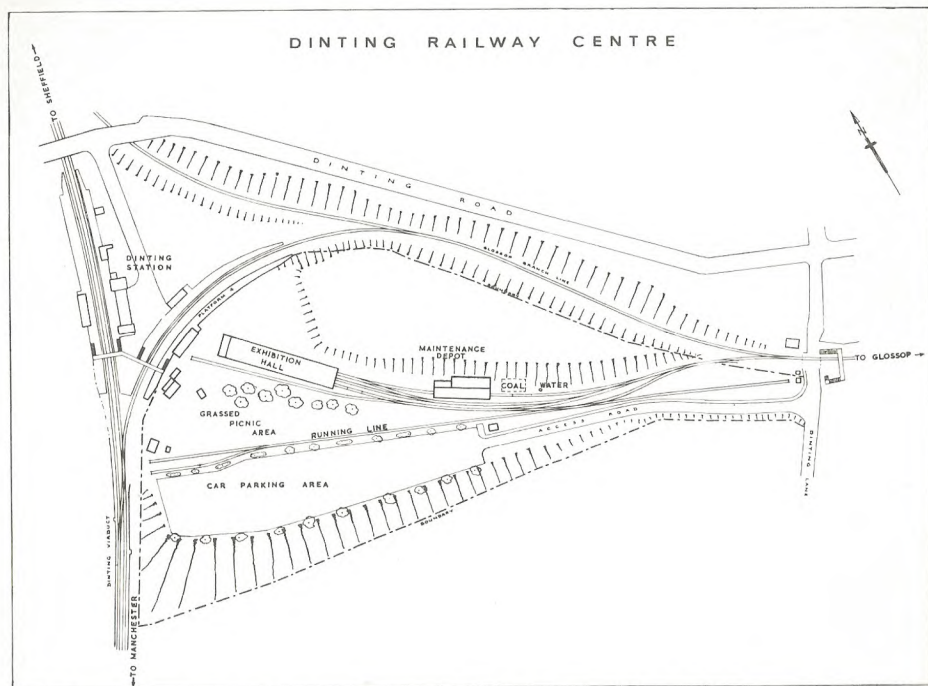 DINTING RAILWAY CENTRE
TO SHEFFIELD
N
DINTING
ROAD
DINTING
STATION
GLOSSOP BRANCH LINE
BOUNDARY
PLATFORM 5
EXHIBITION
HALL
MAINTENANCE
DEPOT
COAL
WATER
TO GLOSSOP
GRASSED
PICNIC
AREA
RUNNING LINE
ACCESS ROAD
DINTING LANE
CAR PARKING AREA
BOUNDARY
DINTING VIADUCT
TO MANCHESTER